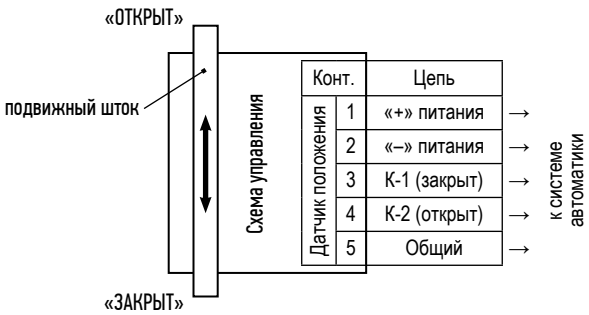 «ОТКРЫТ»
подвижный шток
Схема управления
Конт. Цепь
Датчик положения
1 «+» питания →
2 «–» питания →
3 К-1 (закрыт) →
4 К-2 (открыт) →
5 Общий →
к системе
автоматики
«ЗАКРЫТ»